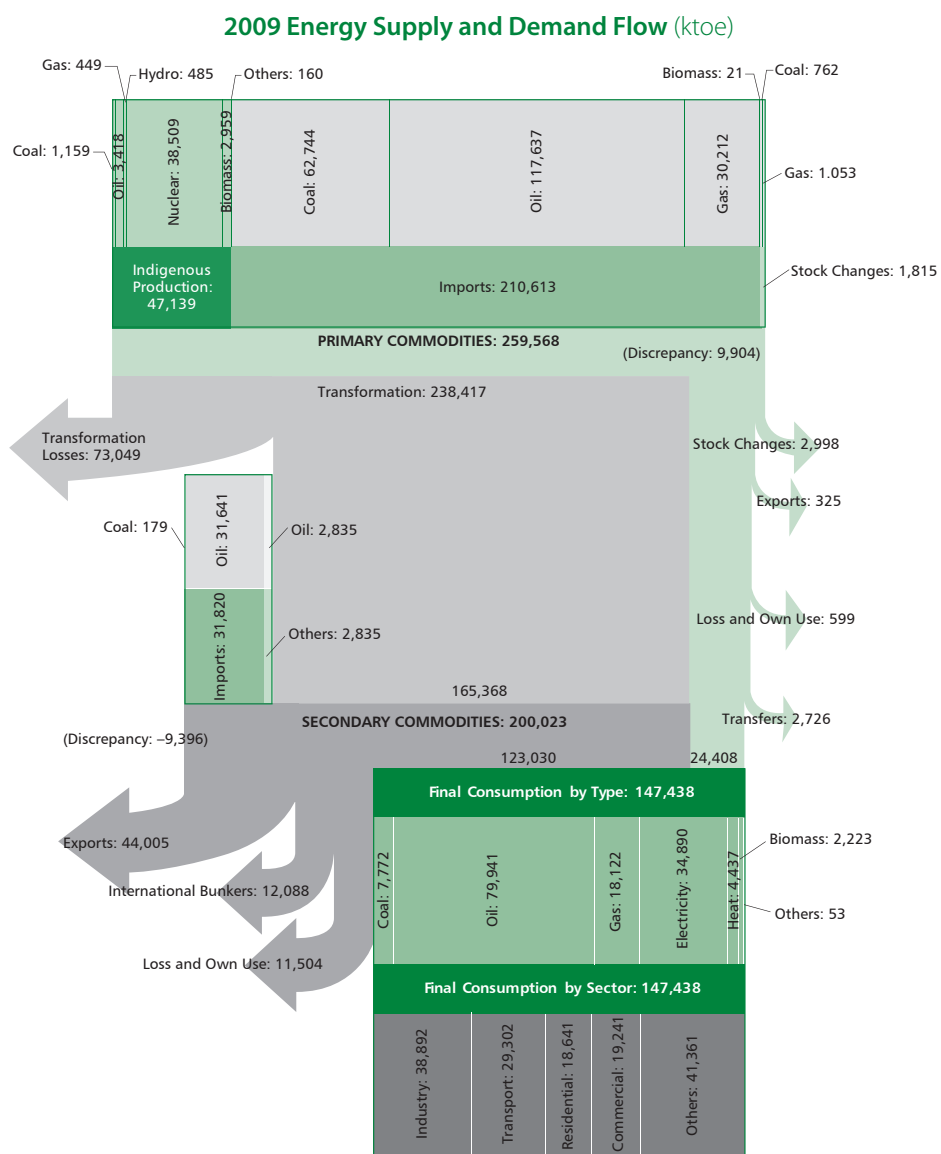 2009 Energy Supply and Demand Flow (ktoe)
Gas: 449
Hydro: 485
Others: 160
Biomass: 21
Coal: 762
Coal: 1,159
Oil: 3,418
Nuclear: 38,509
Biomass: 2,959
Coal: 62,744
Oil: 117,637
Gas: 30,212
Gas: 1.053
Indigenous
Production:
47,139
Imports: 210,613
Stock Changes: 1,815
PRIMARY COMMODITIES: 259,568
(Discrepancy: 9,904)
Transformation: 238,417
Transformation
Losses: 73,049
Stock Changes: 2,998
Exports: 325
Coal: 179
Oil: 31,641
Oil: 2,835
Imports: 31,820
Others: 2,835
Loss and Own Use: 599
165,368
Transfers: 2,726
SECONDARY COMMODITIES: 200,023
(Discrepancy: –9,396)
123,030
24,408
Final Consumption by Type: 147,438
Exports: 44,005
International Bunkers: 12,088
Loss and Own Use: 11,504
Coal: 7,772
Oil: 79,941
Gas: 18,122
Electricity: 34,890
Heat: 4,437
Biomass: 2,223
Others: 53
Final Consumption by Sector: 147,438
Industry: 38,892
Transport: 29,302
Residential: 18,641
Commercial: 19,241
Others: 41,361